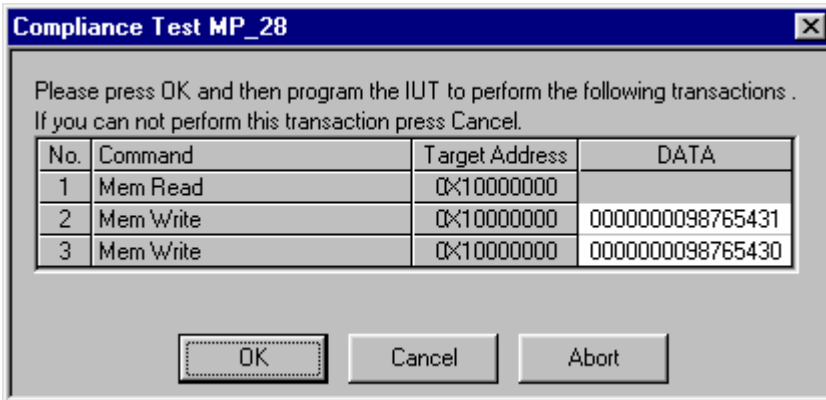 Compliance Test MP_28
Please press OK and then program the IUT to perform the following transactions .
If you can not perform this transaction press Cancel.
No. Command Target Address DATA
1 Mem Read 0X10000000
2 Mem Write 0X10000000 0000000098765431
3 Mem Write 0X10000000 0000000098765430
OK Cancel Abort